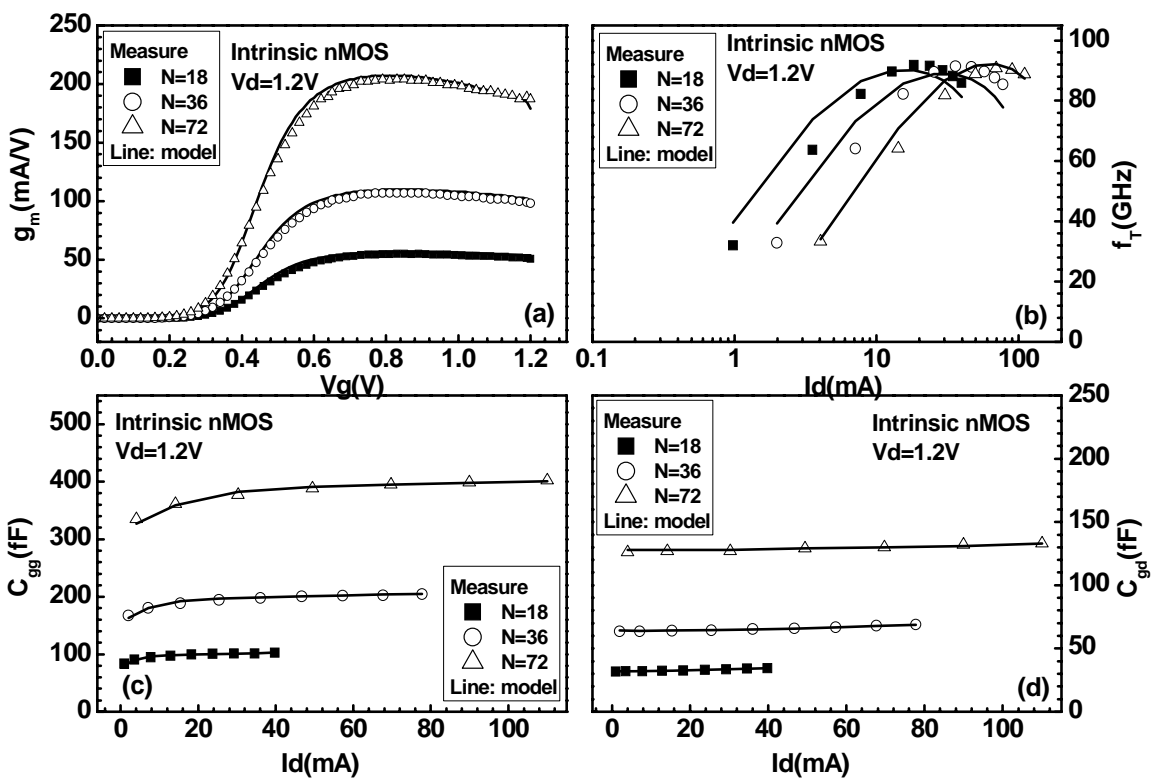 250
200
150
100
50
0
g_m(mA/V)
Measure
N=18
N=36
N=72
Line: model
Intrinsic nMOS
Vd=1.2V
(a)
0.0 0.2 0.4 0.6 0.8 1.0 1.2
Vg(V)
Measure
N=18
N=36
N=72
Line: model
Intrinsic nMOS
Vd=1.2V
(b)
100
80
60
40
20
0
f_T(GHz)
0.1 1 10 100
Id(mA)
500
400
300
200
100
0
C_gg(fF)
Intrinsic nMOS
Vd=1.2V
Measure
N=18
N=36
N=72
Line: model
(c)
0 20 40 60 80 100
Id(mA)
Measure
N=18
N=36
N=72
Line: model
Intrinsic nMOS
Vd=1.2V
(d)
250
200
150
100
50
0
C_gd(fF)
0 20 40 60 80 100
Id(mA)